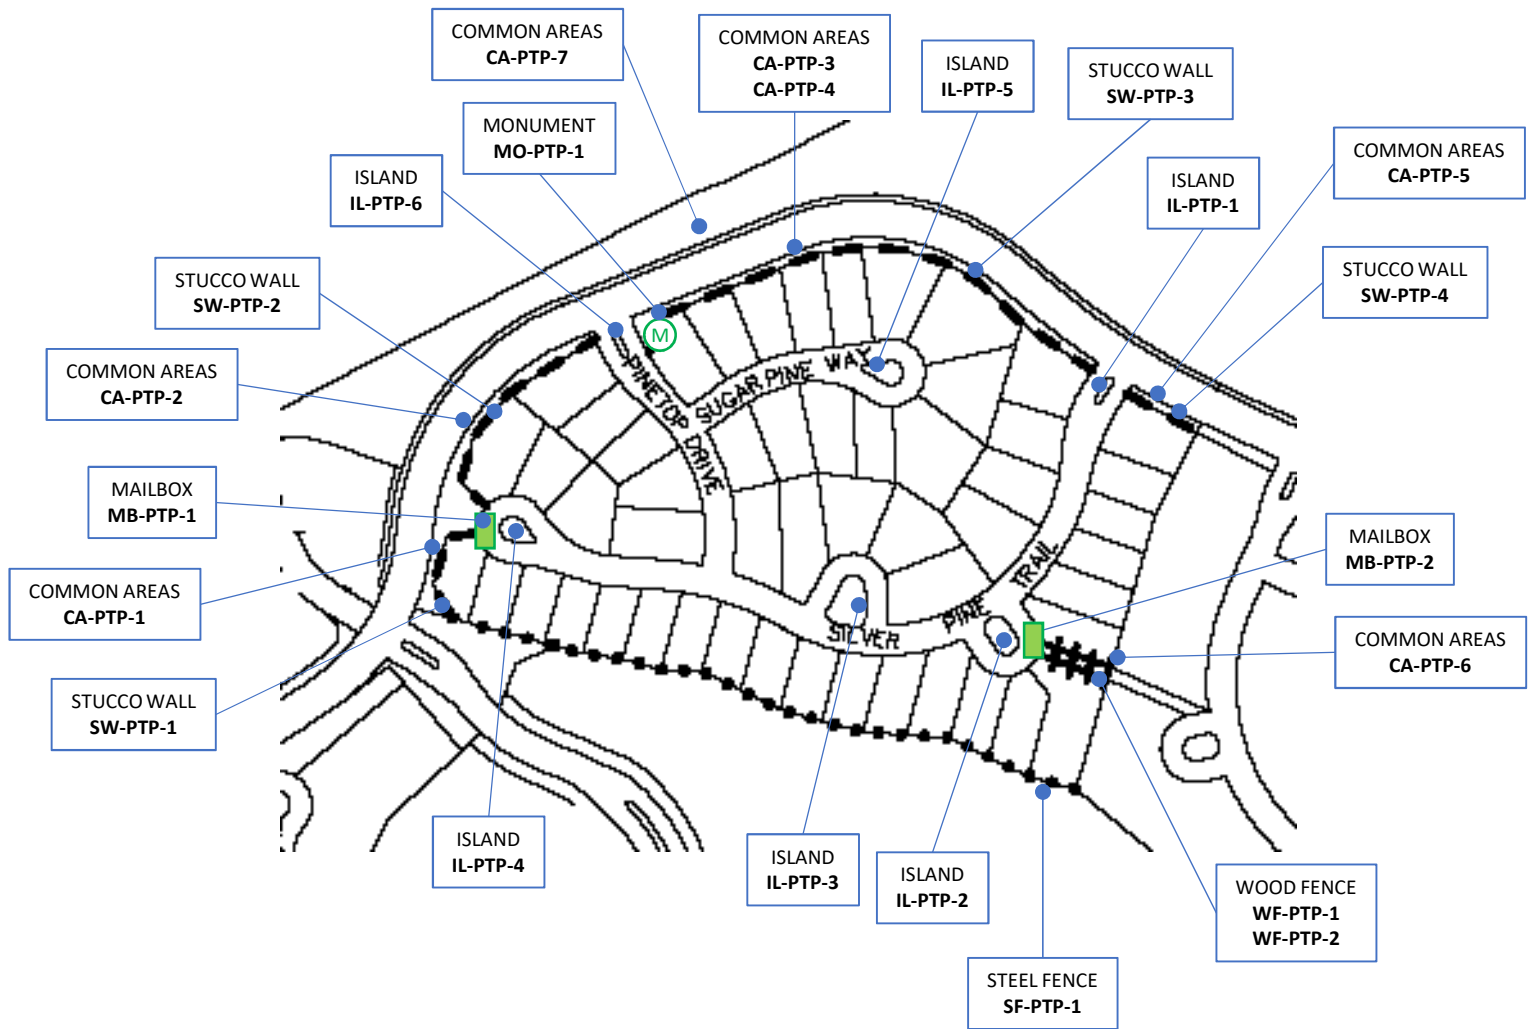 COMMON AREAS
CA-PTP-7
COMMON AREAS
CA-PTP-3
CA-PTP-4
ISLAND
IL-PTP-5
STUCCO WALL
SW-PTP-3
MONUMENT
MO-PTP-1
COMMON AREAS
CA-PTP-5
ISLAND
IL-PTP-6
ISLAND
IL-PTP-1
STUCCO WALL
SW-PTP-2
STUCCO WALL
SW-PTP-4
M
COMMON AREAS
CA-PTP-2
SUGAR PINE WAY
PINETOP DRIVE
MAILBOX
MB-PTP-1
MAILBOX
MB-PTP-2
COMMON AREAS
CA-PTP-1
SILVER PINE TRAIL
COMMON AREAS
CA-PTP-6
STUCCO WALL
SW-PTP-1
ISLAND
IL-PTP-4
ISLAND
IL-PTP-3
ISLAND
IL-PTP-2
WOOD FENCE
WF-PTP-1
WF-PTP-2
STEEL FENCE
SF-PTP-1